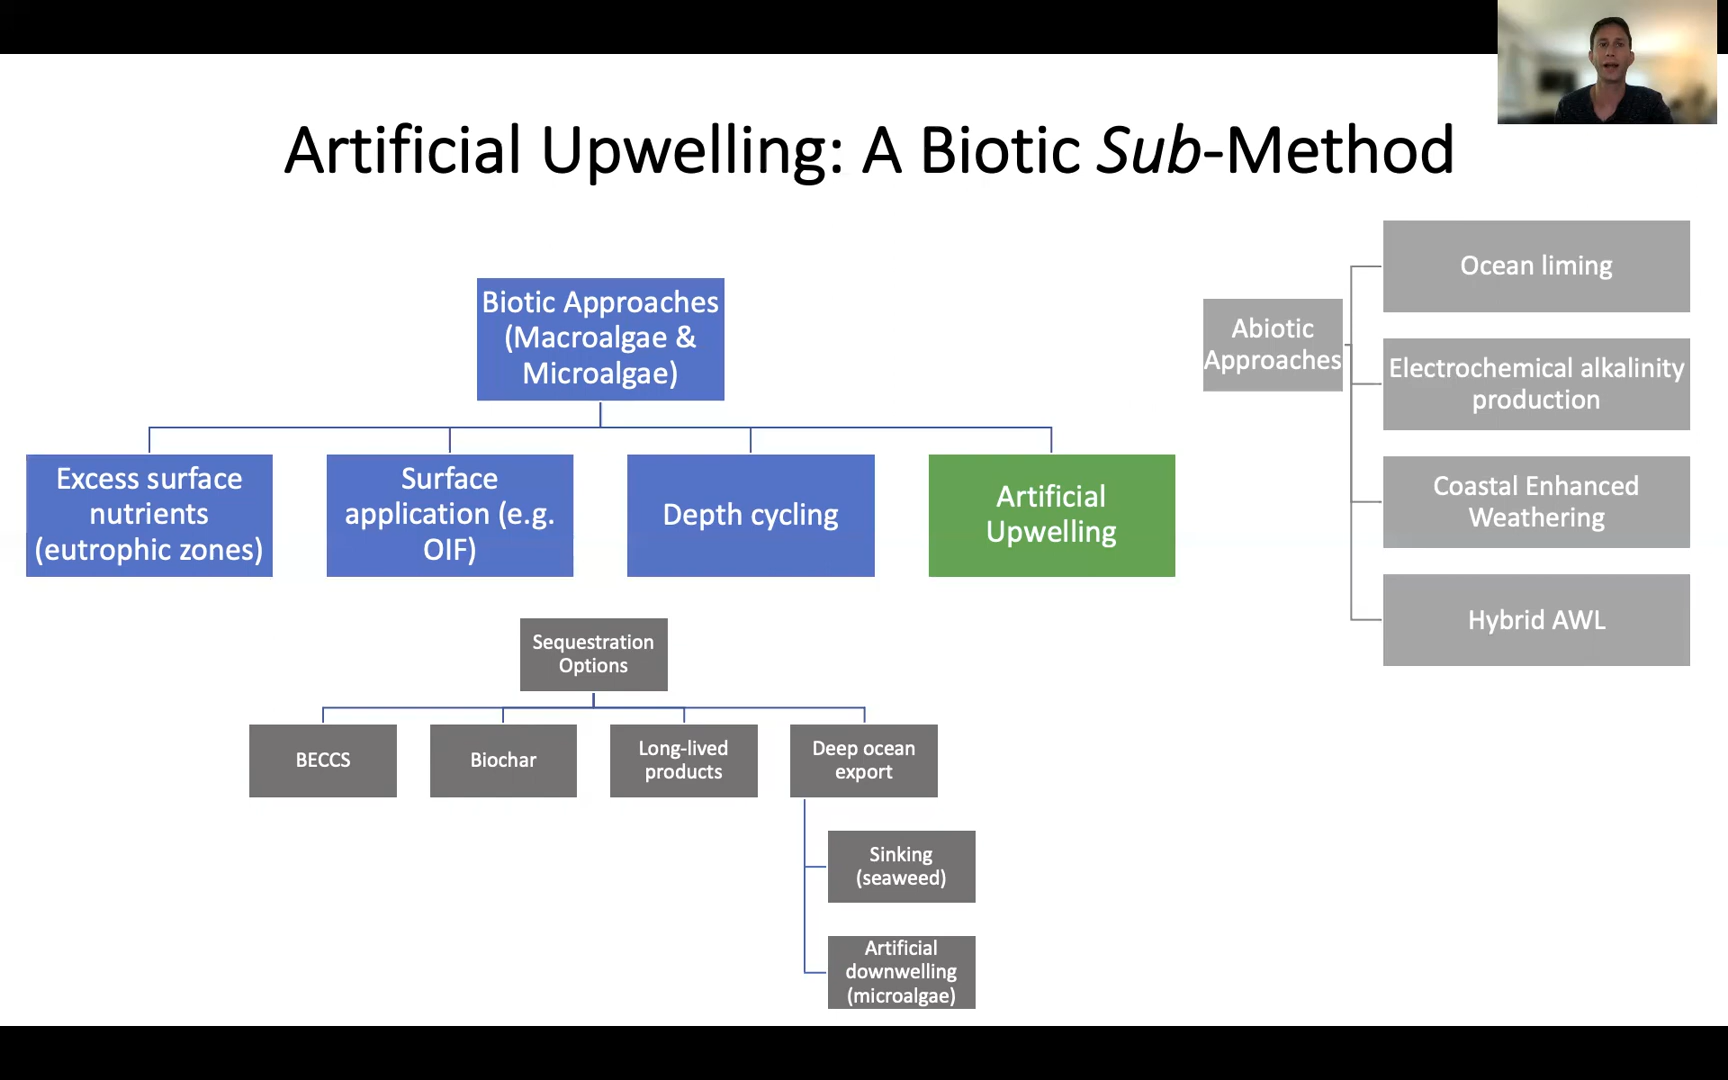 Artificial Upwelling: A Biotic Sub-Method
Biotic Approaches
(Macroalgae &
Microalgae)
Excess surface
nutrients
(eutrophic zones)
Surface
application (e.g.
OIF)
Depth cycling
Artificial
Upwelling
Sequestration
Options
BECCS
Biochar
Long-lived
products
Deep ocean
export
Sinking
(seaweed)
Artificial
downwelling
(microalgae)
Abiotic
Approaches
Ocean liming
Electrochemical alkalinity
production
Coastal Enhanced
Weathering
Hybrid AWL